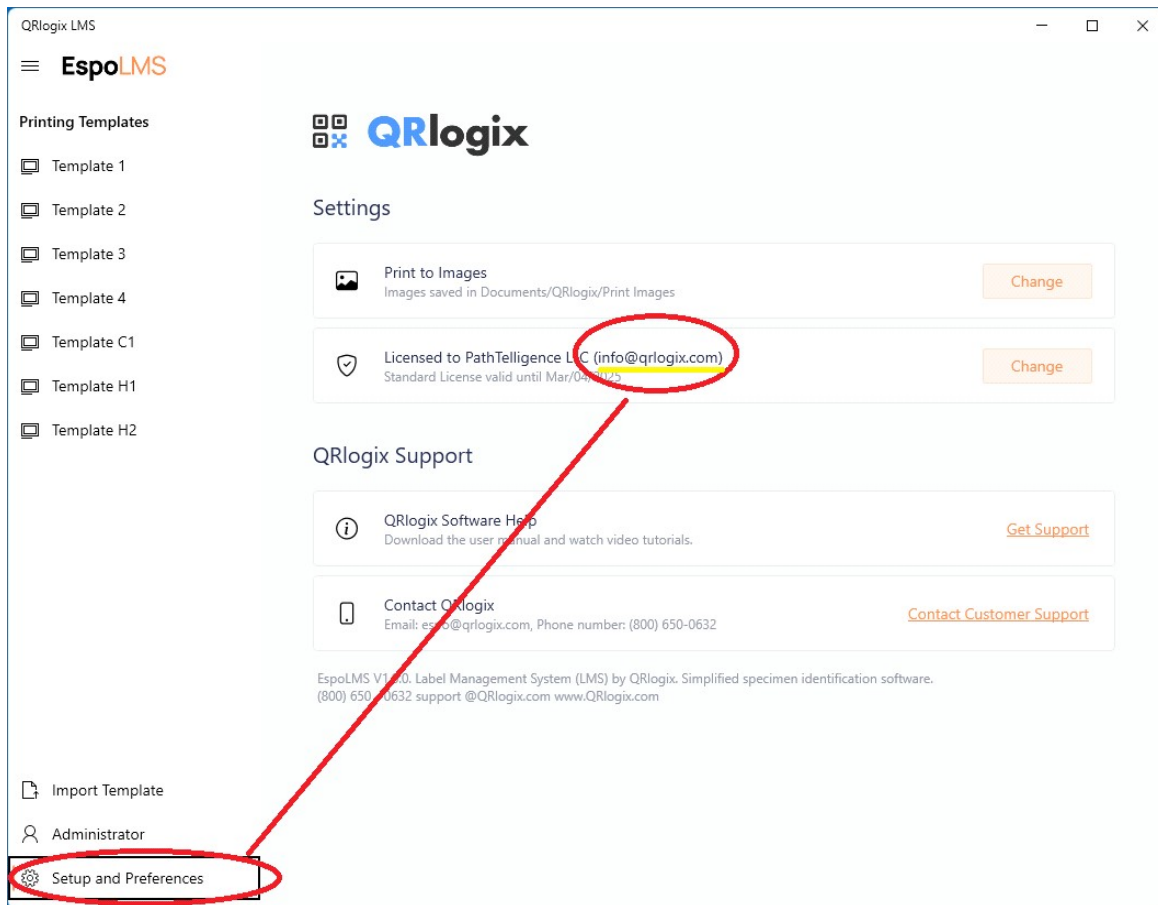 QRlogix LMS
EspoLMS
Printing Templates
Template 1
Template 2
Template 3
Template 4
Template C1
Template H1
Template H2
Import Template
Administrator
Setup and Preferences
QRlogix
Settings
Print to Images
Images saved in Documents/QRlogix/Print Images
Change
Licensed to PathTelligence LLC (info@qrlogix.com)
Standard License valid until Mar/04/2025
Change
QRlogix Support
QRlogix Software Help
Download the user manual and watch video tutorials.
Get Support
Contact QRlogix
Email: espo@qrlogix.com, Phone number: (800) 650-0632
Contact Customer Support
EspoLMS Label Management System (LMS) by QRlogix. Simplified specimen identification software.
(800) 650 - 0632 support @QRlogix.com www.QRlogix.com